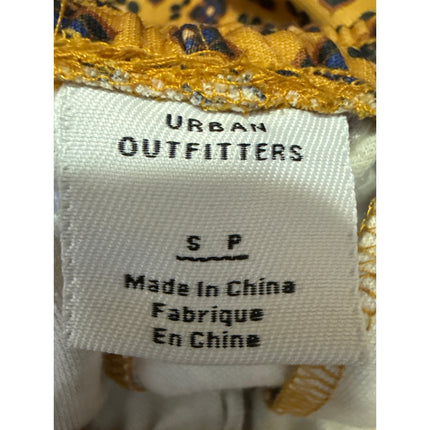 URBAN
OUTFITTERS
S P
Made In China
Fabrique
En Chine